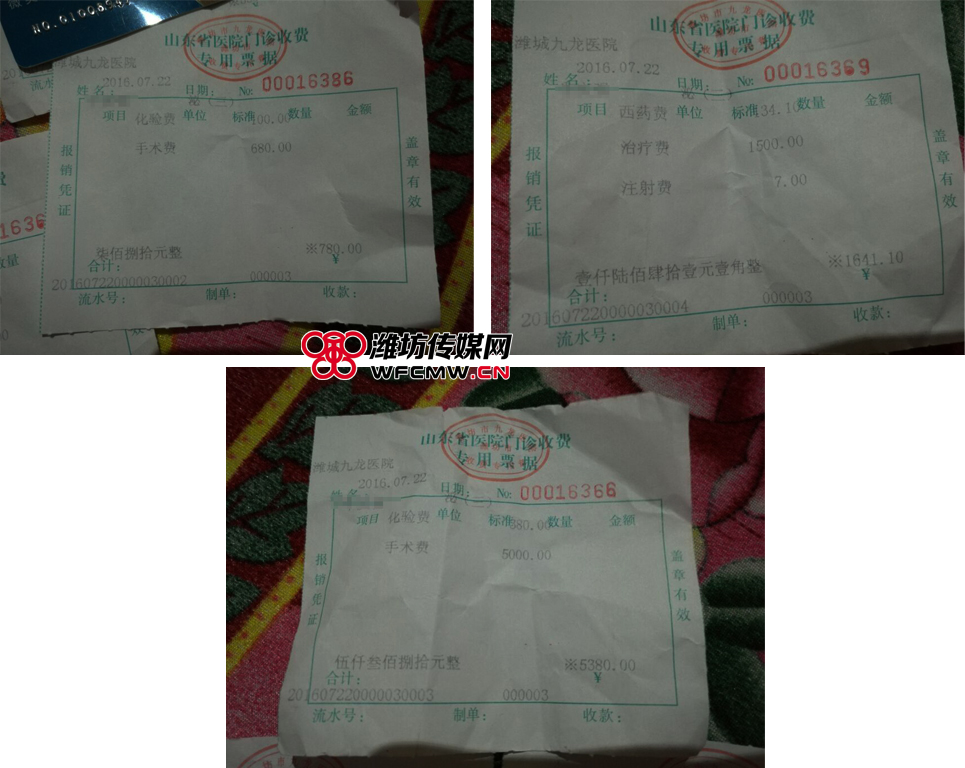 NO.
山东省医院门诊收费
专用票据
潍城九龙医院
2016.07.22
姓名:
日期:
No: 00016386
项目 化验费 单位 标准 100.00 数量 金额
手术费 680.00
报销凭证
盖章有效
柒佰捌拾元整 ※780.00
合计: ¥
201607220000030002 000003
流水号: 制单: 收款:
山东省医院门诊收费
专用票据
潍城九龙医院
2016.07.22
姓名:
日期:
No: 00016369
项目 西药费 单位 标准 34.10 数量 金额
治疗费 1500.00
注射费 7.00
报销凭证
盖章有效
壹仟陆佰肆拾壹元壹角整 ※1641.10
合计: ¥
201607220000030004 000003
流水号: 制单: 收款:
潍坊传媒网
WFCMW.CN
山东省医院门诊收费
专用票据
潍城九龙医院
2016.07.22
姓名
日期:
No: 00016366
项目 化验费 单位 标准 380.00 数量 金额
手术费 5000.00
报销凭证
盖章有效
伍仟叁佰捌拾元整 ※5380.00
合计: ¥
201607220000030003 000003
流水号: 制单: 收款: